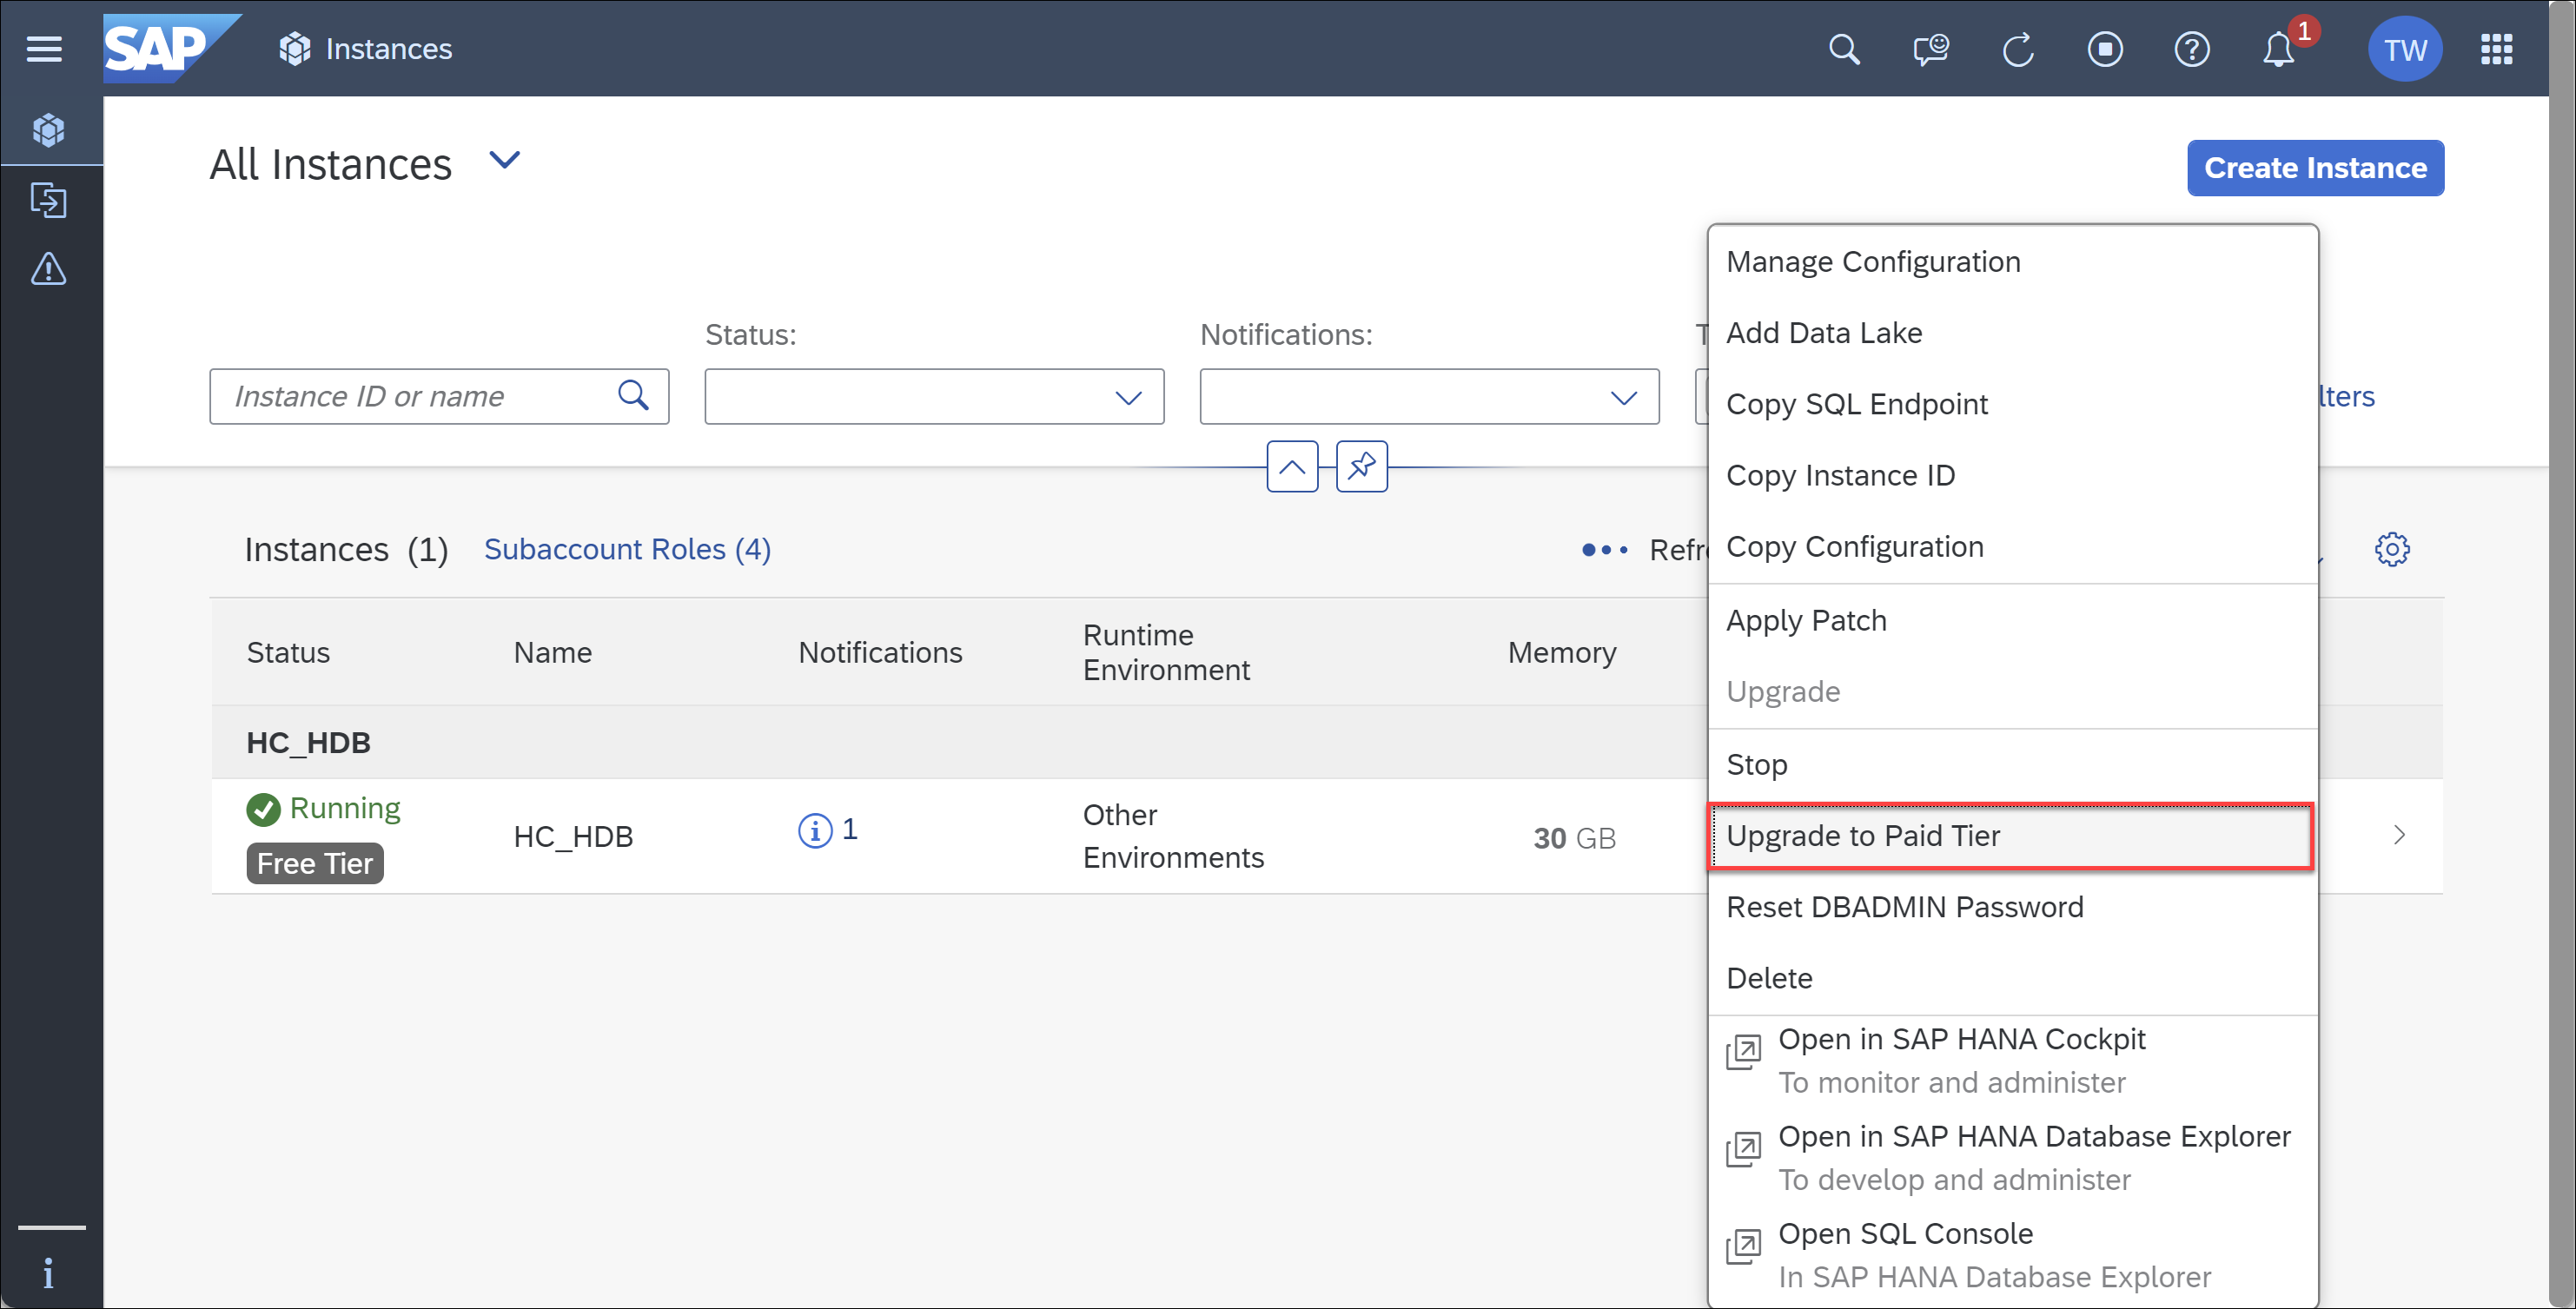 SAP
Instances
1
TW
All Instances
Create Instance
Status:
Notifications:
T
Instance ID or name
lters
Instances (1)
Subaccount Roles (4)
Refr
Status
Name
Notifications
Runtime
Environment
Memory
HC_HDB
Running
Free Tier
HC_HDB
1
Other
Environments
30 GB
Manage Configuration
Add Data Lake
Copy SQL Endpoint
Copy Instance ID
Copy Configuration
Apply Patch
Upgrade
Stop
Upgrade to Paid Tier
Reset DBADMIN Password
Delete
Open in SAP HANA Cockpit
To monitor and administer
Open in SAP HANA Database Explorer
To develop and administer
Open SQL Console
In SAP HANA Database Explorer